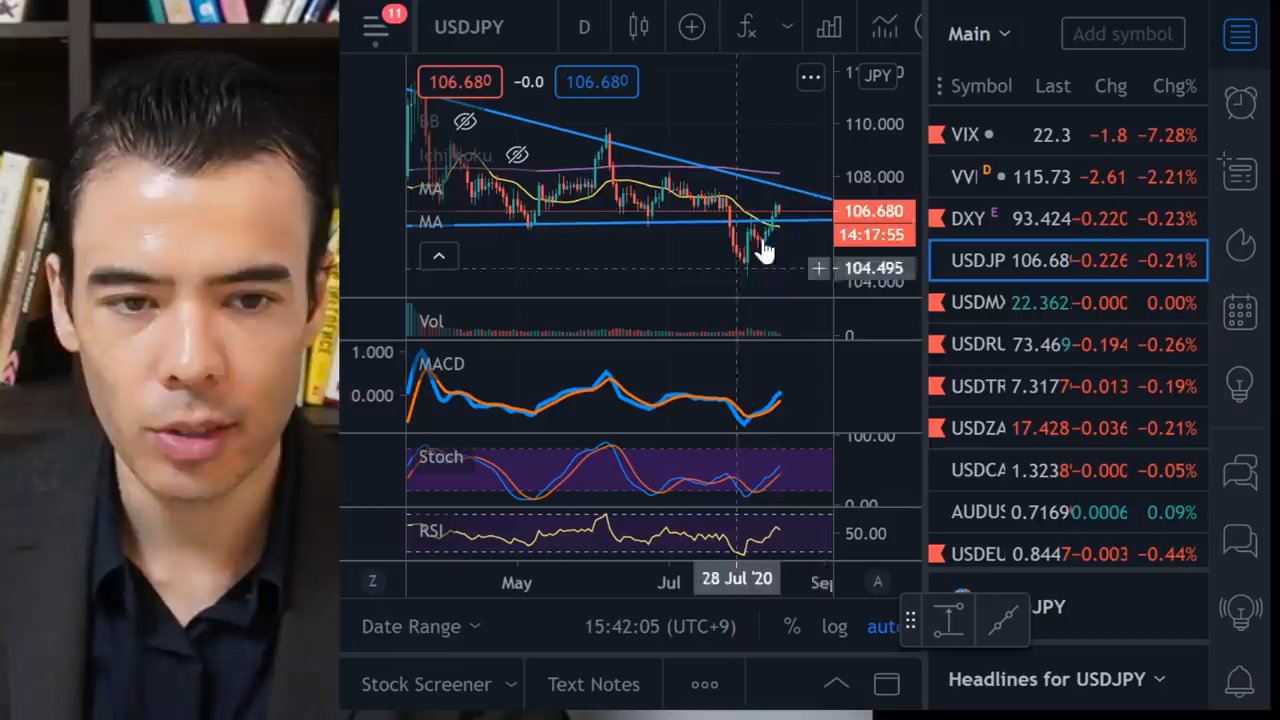 11
USDJPY
D
106.680
−0.0
106.680
JPY
BB
110.000
Ichimoku
MA
108.000
106.680
MA
14:17:55
104.495
104.000
Vol
0
1.000
MACD
0.000
100.00
Stoch
0.00
RSI
50.00
Z
May
Jul
28 Jul '20
Sep
A
Date Range
15:42:05 (UTC+9)
%
log
auto
Stock Screener
Text Notes
Main
Add symbol
Symbol Last Chg Chg%
VIX 22.3 −1.8 −7.28%
VVI D 115.73 −2.61 −2.21%
DXY E 93.424 −0.220 −0.23%
USDJP 106.68 −0.226 −0.21%
USDMX 22.362 −0.000 0.00%
USDRU 73.469 −0.194 −0.26%
USDTR 7.3177 −0.013 −0.19%
USDZA 17.428 −0.036 −0.21%
USDCA 1.3238 −0.000 −0.05%
AUDUS 0.7169 0.0006 0.09%
USDEU 0.8447 −0.003 −0.44%
JPY
Headlines for USDJPY